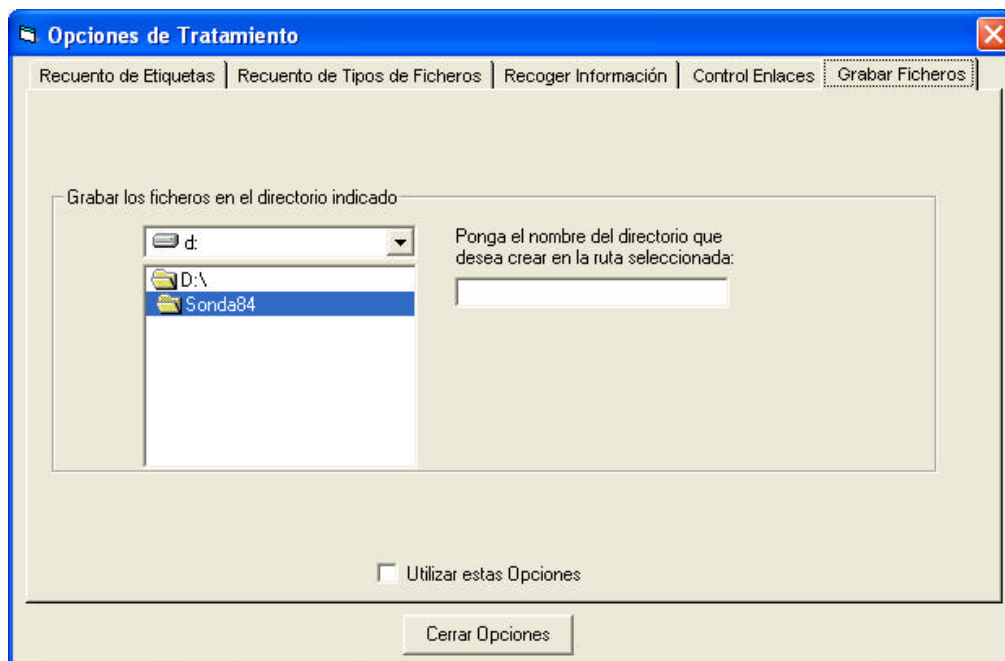 Opciones de Tratamiento
Recuento de Etiquetas Recuento de Tipos de Ficheros Recoger Información Control Enlaces Grabar Ficheros
Grabar los ficheros en el directorio indicado
d:
Ponga el nombre del directorio que
desea crear en la ruta seleccionada:
D:\
Sonda84
Utilizar estas Opciones
Cerrar Opciones